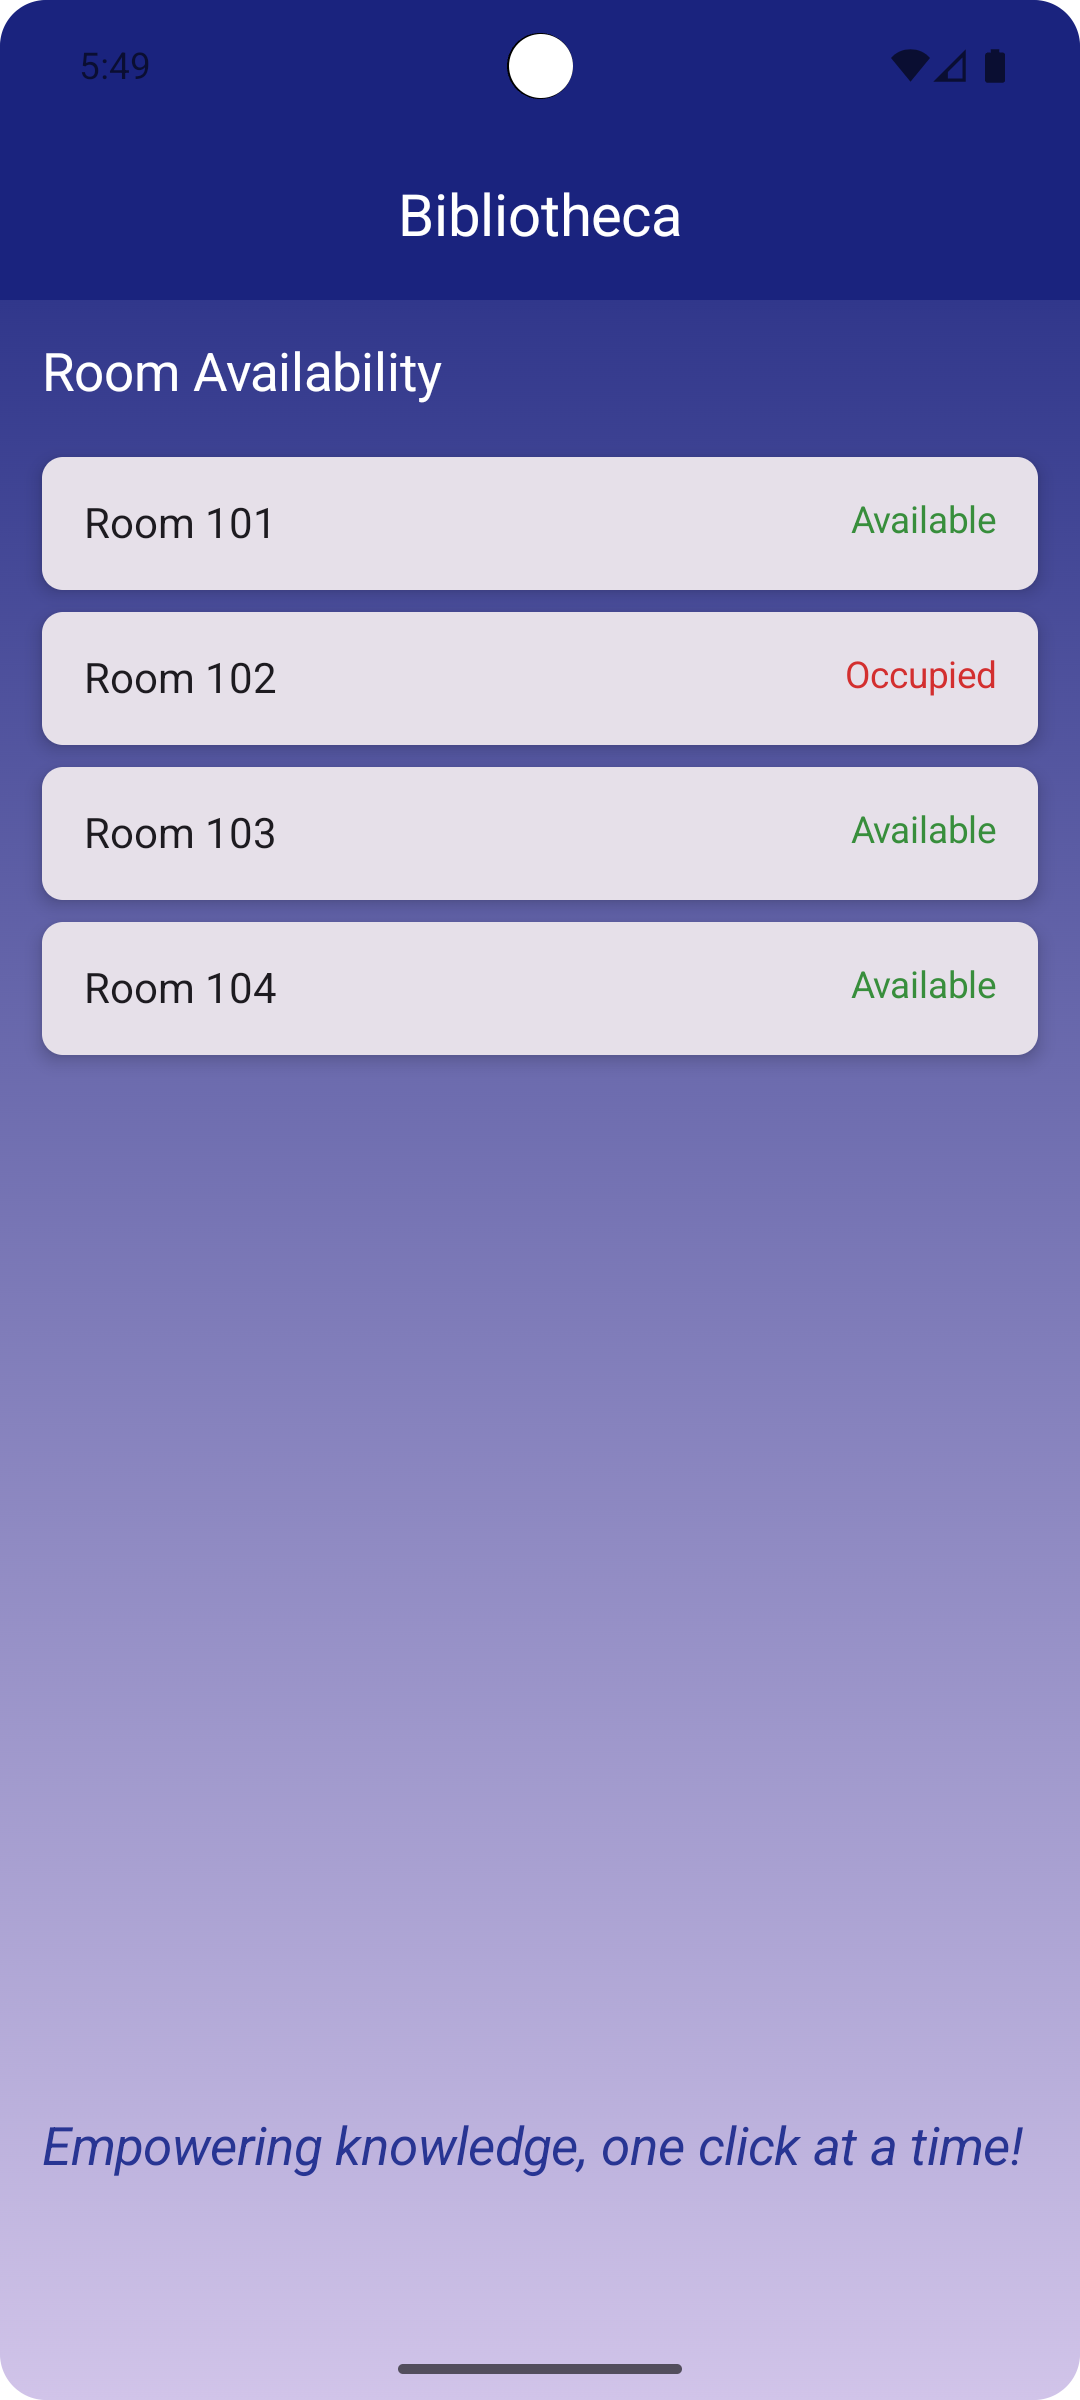 5:49
Bibliotheca
Room Availability
Room 101 Available
Room 102 Occupied
Room 103 Available
Room 104 Available
Empowering knowledge, one click at a time!